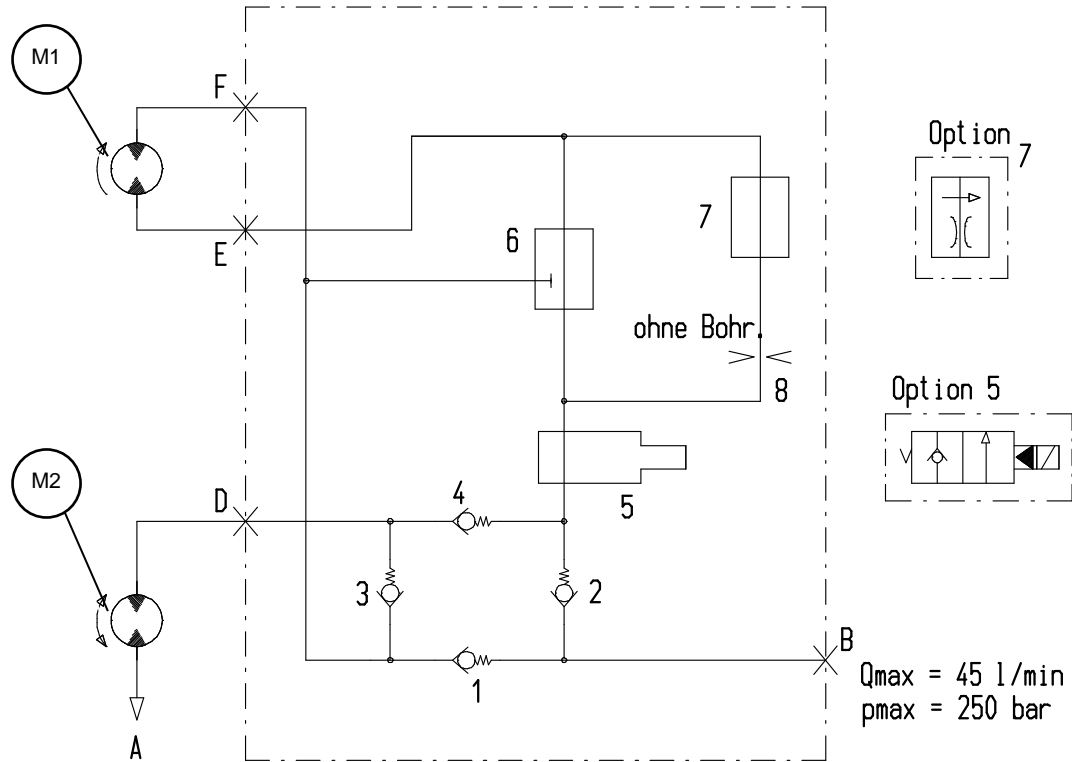 M1
F
Option 7
7
6
E
ohne Bohr.
8
Option 5
M2
D
4
5
3
2
B
1
Qmax = 45 l/min
pmax = 250 bar
A